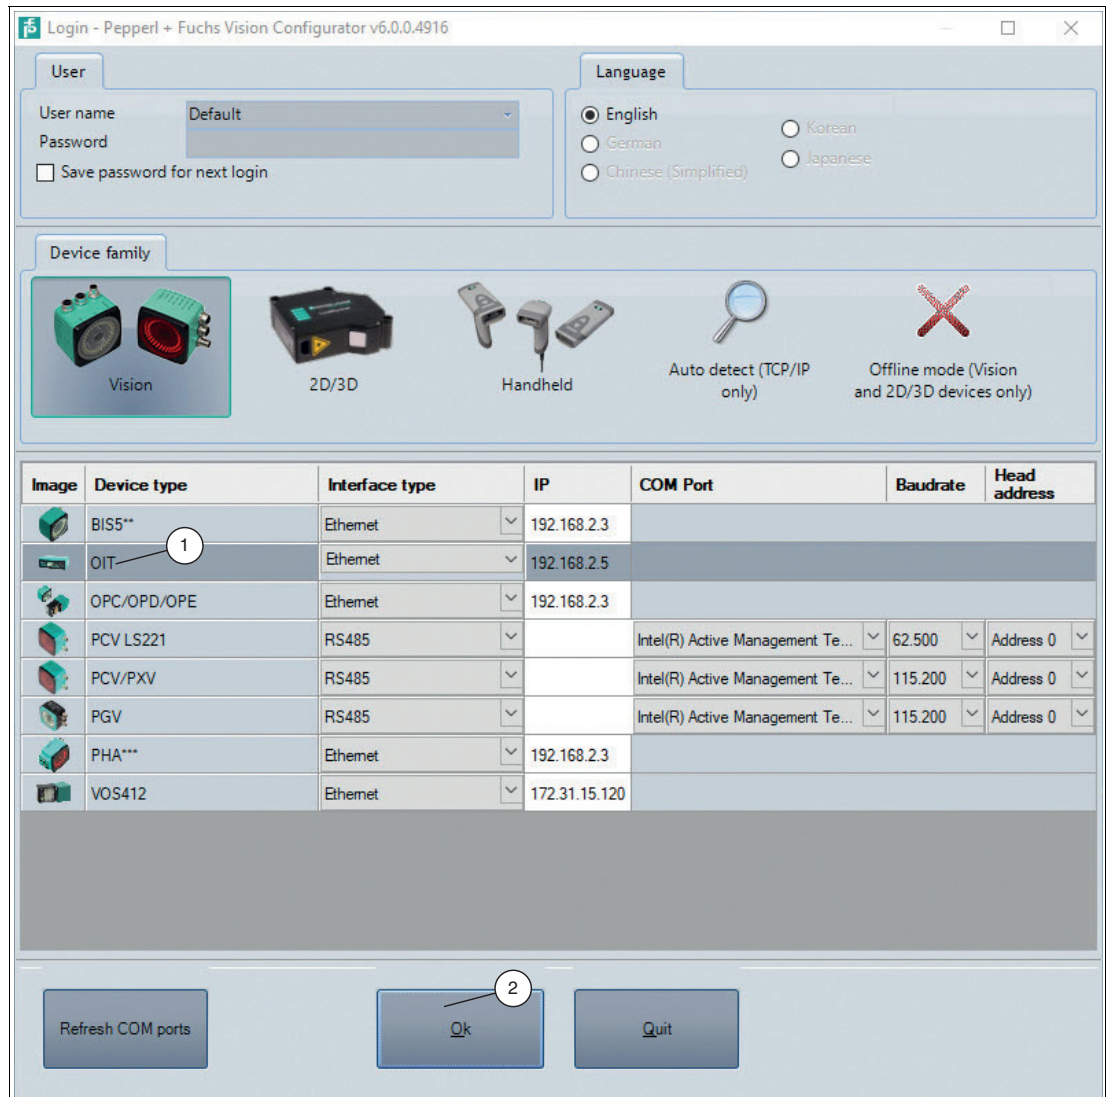 Login - Pepperl + Fuchs Vision Configurator v6.0.0.4916
User
User name Default
Password
Save password for next login
Language
English
German
Chinese (Simplified)
Korean
Japanese
Device family
Vision
2D/3D
Handheld
Auto detect (TCP/IP
only)
Offline mode (Vision
and 2D/3D devices only)
Image Device type Interface type IP COM Port Baudrate Head address
BIS5** Ethernet 192.168.2.3
1
OIT Ethernet 192.168.2.5
OPC/OPD/OPE Ethernet 192.168.2.3
PCV LS221 RS485 Intel(R) Active Management Te... 62.500 Address 0
PCV/PXV RS485 Intel(R) Active Management Te... 115.200 Address 0
PGV RS485 Intel(R) Active Management Te... 115.200 Address 0
PHA*** Ethernet 192.168.2.3
VOS412 Ethernet 172.31.15.120
2
Refresh COM ports Ok Quit